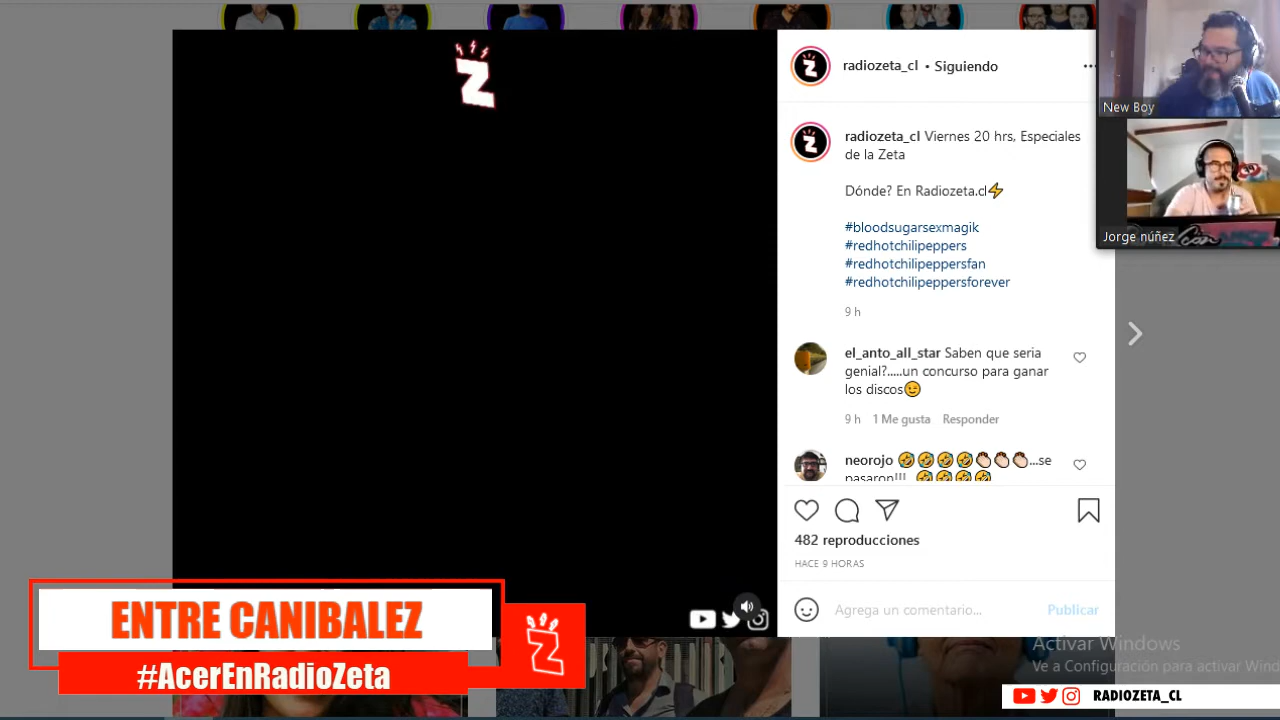 radiozeta_cl • Siguiendo
radiozeta_cl Viernes 20 hrs, Especiales
de la Zeta
Dónde? En Radiozeta.cl⚡
#bloodsugarsexmagik
#redhotchilipeppers
#redhotchilipeppersfan
#redhotchilipeppersforever
9 h
el_anto_all_star Saben que seria
genial?.....un concurso para ganar
los discos😉
9 h 1 Me gusta Responder
neorojo 🤣🤣🤣🤣👏🏻👏🏻👏🏻...se
pasaron!!! 🤣🤣🤣🤣
482 reproducciones
HACE 9 HORAS
Agrega un comentario... Publicar
New Boy
Jorge núñez
Z
ENTRE CANIBALEZ
#AcerEnRadioZeta
Z
Activar Windows
Ve a Configuración para activar Wind
RADIOZETA_CL